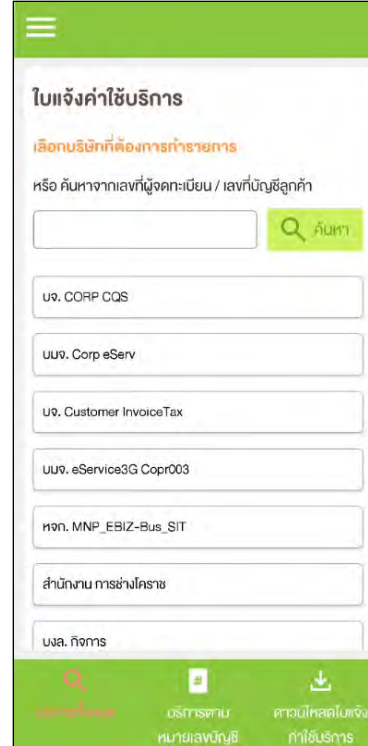 ใบแจ้งค่าใช้บริการ
เลือกบริษัทที่ต้องการทำรายการ
หรือ ค้นหาจากเลขที่ผู้จดทะเบียน / เลขที่บัญชีลูกค้า
ค้นหา
บจ. CORP CQS
บมจ. Corp eServ
บจ. Customer InvoiceTax
บมจ. eService3G Copr003
หจก. MNP_EBIZ-Bus_SIT
สำนักงาน การช่างโคราช
บงล. กิจการ
บริการตาม
หมายเลขบัญชี
ดาวน์โหลดใบแจ้ง
ค่าใช้บริการ